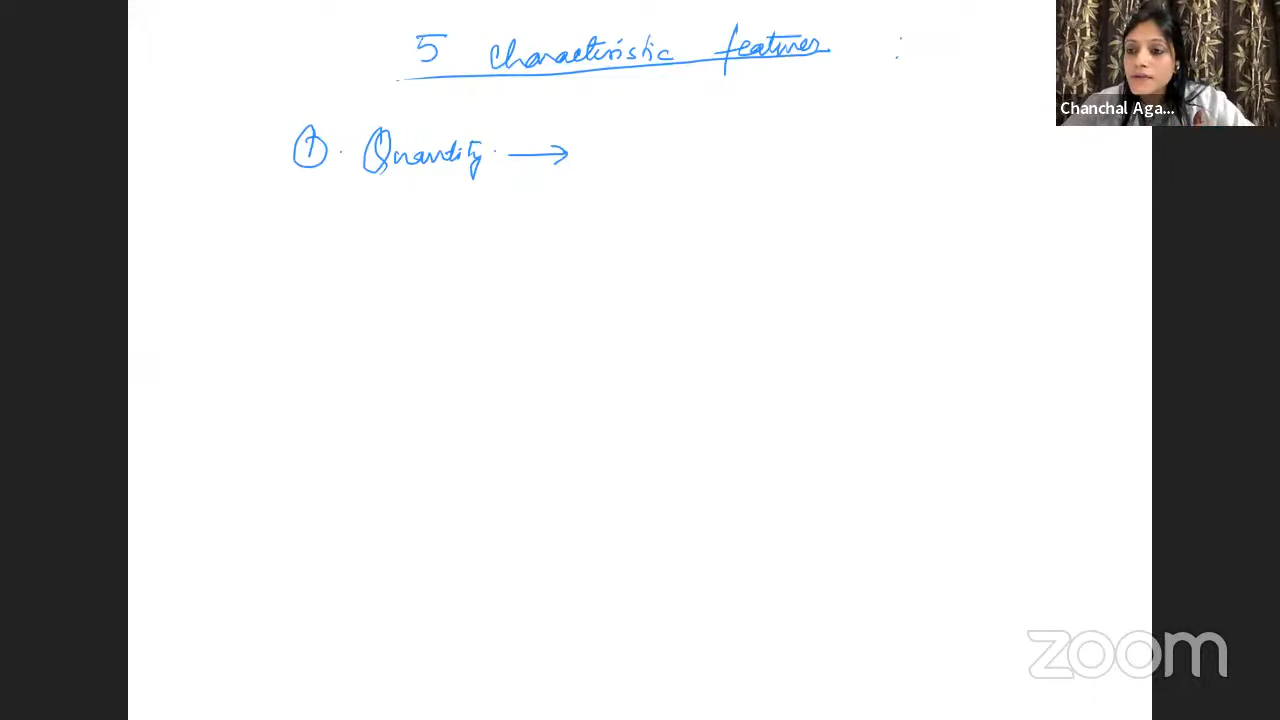 5 characteristic features :
① . Quantity . →
Chanchal Aga...
zoom